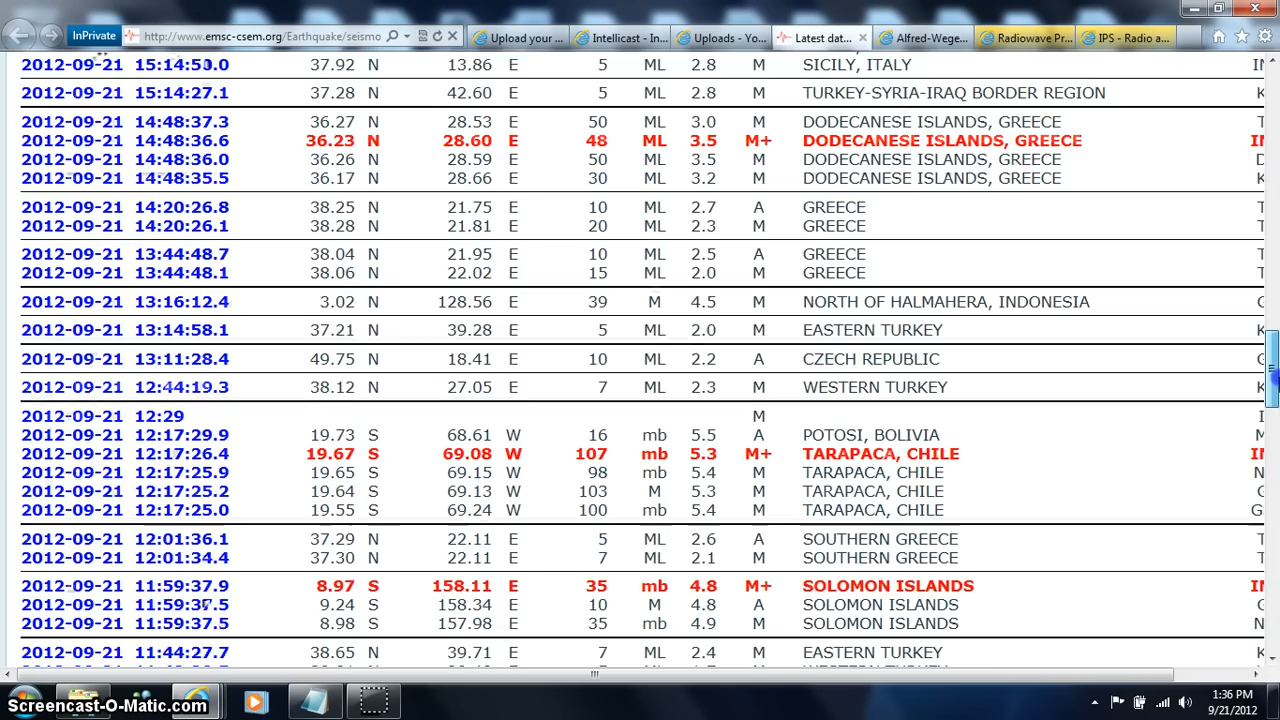 InPrivate http://www.emsc-csem.org/Earthquake/seismo Upload your ... Intellicast - In... Uploads - Yo... Latest dat... Alfred-Wege... Radiowave Pr... IPS - Radio a...
2012-09-21 15:14:50.0 37.92 N 13.86 E 5 ML 2.8 M SICILY, ITALY
2012-09-21 15:14:27.1 37.28 N 42.60 E 5 ML 2.8 M TURKEY-SYRIA-IRAQ BORDER REGION K
2012-09-21 14:48:37.3 36.27 N 28.53 E 50 ML 3.0 M DODECANESE ISLANDS, GREECE
2012-09-21 14:48:36.6 36.23 N 28.60 E 48 ML 3.5 M+ DODECANESE ISLANDS, GREECE
2012-09-21 14:48:36.0 36.26 N 28.59 E 50 ML 3.5 M DODECANESE ISLANDS, GREECE
2012-09-21 14:48:35.5 36.17 N 28.66 E 30 ML 3.2 M DODECANESE ISLANDS, GREECE K
2012-09-21 14:20:26.8 38.25 N 21.75 E 10 ML 2.7 A GREECE
2012-09-21 14:20:26.1 38.28 N 21.81 E 20 ML 2.3 M GREECE
2012-09-21 13:44:48.7 38.04 N 21.95 E 10 ML 2.5 A GREECE
2012-09-21 13:44:48.1 38.06 N 22.02 E 15 ML 2.0 M GREECE
2012-09-21 13:16:12.4 3.02 N 128.56 E 39 M 4.5 M NORTH OF HALMAHERA, INDONESIA
2012-09-21 13:14:58.1 37.21 N 39.28 E 5 ML 2.0 M EASTERN TURKEY K
2012-09-21 13:11:28.4 49.75 N 18.41 E 10 ML 2.2 A CZECH REPUBLIC
2012-09-21 12:44:19.3 38.12 N 27.05 E 7 ML 2.3 M WESTERN TURKEY K
2012-09-21 12:29 M
2012-09-21 12:17:29.9 19.73 S 68.61 W 16 mb 5.5 A POTOSI, BOLIVIA
2012-09-21 12:17:26.4 19.67 S 69.08 W 107 mb 5.3 M+ TARAPACA, CHILE
2012-09-21 12:17:25.9 19.65 S 69.15 W 98 mb 5.4 M TARAPACA, CHILE
2012-09-21 12:17:25.2 19.64 S 69.13 W 103 M 5.3 M TARAPACA, CHILE
2012-09-21 12:17:25.0 19.55 S 69.24 W 100 mb 5.4 M TARAPACA, CHILE
2012-09-21 12:01:36.1 37.29 N 22.11 E 5 ML 2.6 A SOUTHERN GREECE
2012-09-21 12:01:34.4 37.30 N 22.11 E 7 ML 2.1 M SOUTHERN GREECE
2012-09-21 11:59:37.9 8.97 S 158.11 E 35 mb 4.8 M+ SOLOMON ISLANDS
2012-09-21 11:59:37.5 9.24 S 158.34 E 10 M 4.8 A SOLOMON ISLANDS
2012-09-21 11:59:37.5 8.98 S 157.98 E 35 mb 4.9 M SOLOMON ISLANDS
2012-09-21 11:44:27.7 38.65 N 39.71 E 7 ML 2.4 M EASTERN TURKEY K
1:36 PM
9/21/2012
Screencast-O-Matic.com